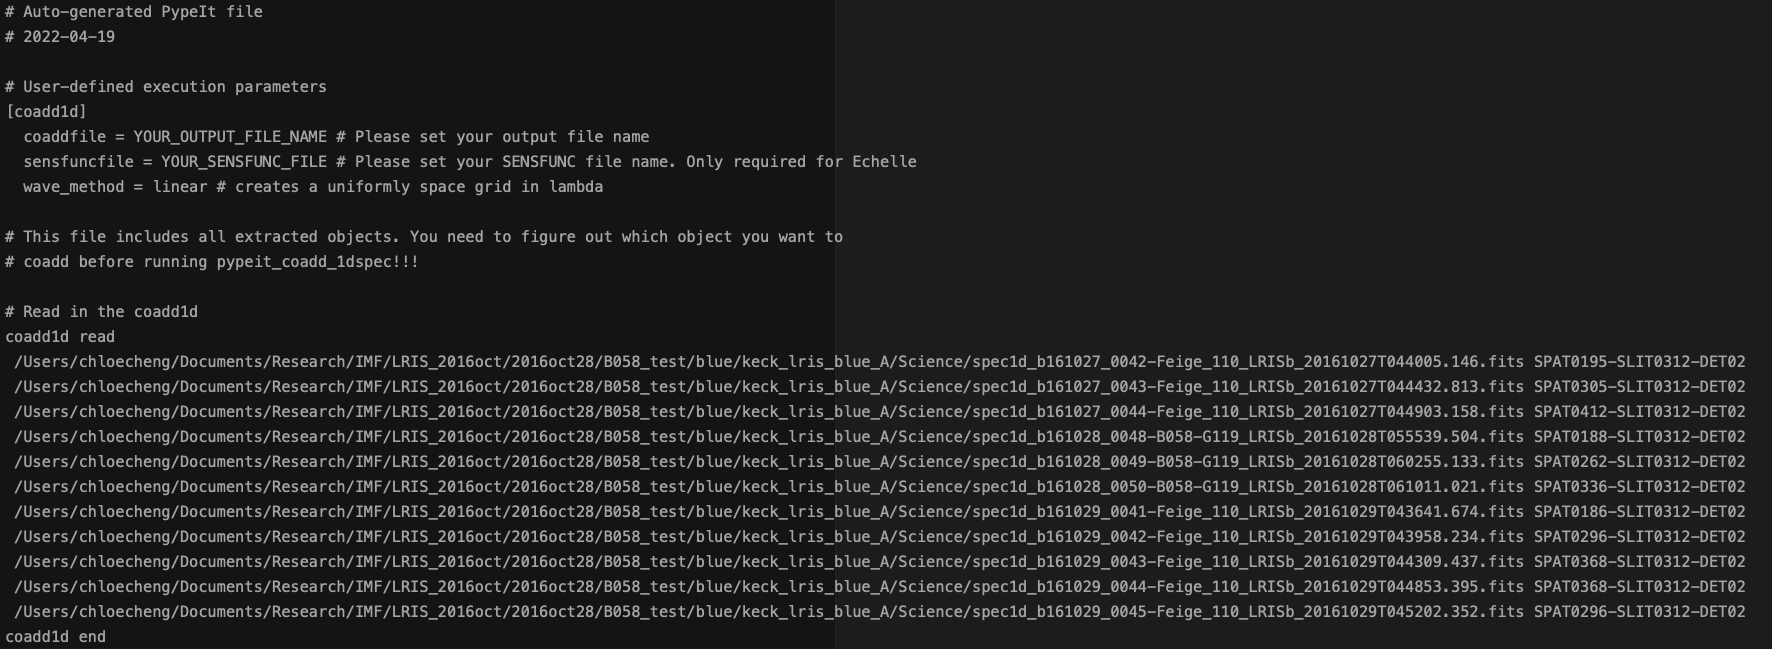 # Auto-generated PypeIt file
# 2022-04-19
# User-defined execution parameters
[coadd1d]
coaddfile = YOUR_OUTPUT_FILE_NAME # Please set your output file name
sensfuncfile = YOUR_SENSFUNC_FILE # Please set your SENSFUNC file name. Only required for Echelle
wave_method = linear # creates a uniformly space grid in lambda
# This file includes all extracted objects. You need to figure out which object you want to
# coadd before running pypeit_coadd_1dspec!!!
# Read in the coadd1d
coadd1d read
/Users/chloecheng/Documents/Research/IMF/LRIS_2016oct/2016oct28/B058_test/blue/keck_lris_blue_A/Science/spec1d_b161027_0042-Feige_110_LRISb_20161027T044005.146.fits SPAT0195-SLIT0312-DET02
/Users/chloecheng/Documents/Research/IMF/LRIS_2016oct/2016oct28/B058_test/blue/keck_lris_blue_A/Science/spec1d_b161027_0043-Feige_110_LRISb_20161027T044432.813.fits SPAT0305-SLIT0312-DET02
/Users/chloecheng/Documents/Research/IMF/LRIS_2016oct/2016oct28/B058_test/blue/keck_lris_blue_A/Science/spec1d_b161027_0044-Feige_110_LRISb_20161027T044903.158.fits SPAT0412-SLIT0312-DET02
/Users/chloecheng/Documents/Research/IMF/LRIS_2016oct/2016oct28/B058_test/blue/keck_lris_blue_A/Science/spec1d_b161028_0048-B058-G119_LRISb_20161028T055539.504.fits SPAT0188-SLIT0312-DET02
/Users/chloecheng/Documents/Research/IMF/LRIS_2016oct/2016oct28/B058_test/blue/keck_lris_blue_A/Science/spec1d_b161028_0049-B058-G119_LRISb_20161028T060255.133.fits SPAT0262-SLIT0312-DET02
/Users/chloecheng/Documents/Research/IMF/LRIS_2016oct/2016oct28/B058_test/blue/keck_lris_blue_A/Science/spec1d_b161028_0050-B058-G119_LRISb_20161028T061011.021.fits SPAT0336-SLIT0312-DET02
/Users/chloecheng/Documents/Research/IMF/LRIS_2016oct/2016oct28/B058_test/blue/keck_lris_blue_A/Science/spec1d_b161029_0041-Feige_110_LRISb_20161029T043641.674.fits SPAT0186-SLIT0312-DET02
/Users/chloecheng/Documents/Research/IMF/LRIS_2016oct/2016oct28/B058_test/blue/keck_lris_blue_A/Science/spec1d_b161029_0042-Feige_110_LRISb_20161029T043958.234.fits SPAT0296-SLIT0312-DET02
/Users/chloecheng/Documents/Research/IMF/LRIS_2016oct/2016oct28/B058_test/blue/keck_lris_blue_A/Science/spec1d_b161029_0043-Feige_110_LRISb_20161029T044309.437.fits SPAT0368-SLIT0312-DET02
/Users/chloecheng/Documents/Research/IMF/LRIS_2016oct/2016oct28/B058_test/blue/keck_lris_blue_A/Science/spec1d_b161029_0044-Feige_110_LRISb_20161029T044853.395.fits SPAT0368-SLIT0312-DET02
/Users/chloecheng/Documents/Research/IMF/LRIS_2016oct/2016oct28/B058_test/blue/keck_lris_blue_A/Science/spec1d_b161029_0045-Feige_110_LRISb_20161029T045202.352.fits SPAT0296-SLIT0312-DET02
coadd1d end